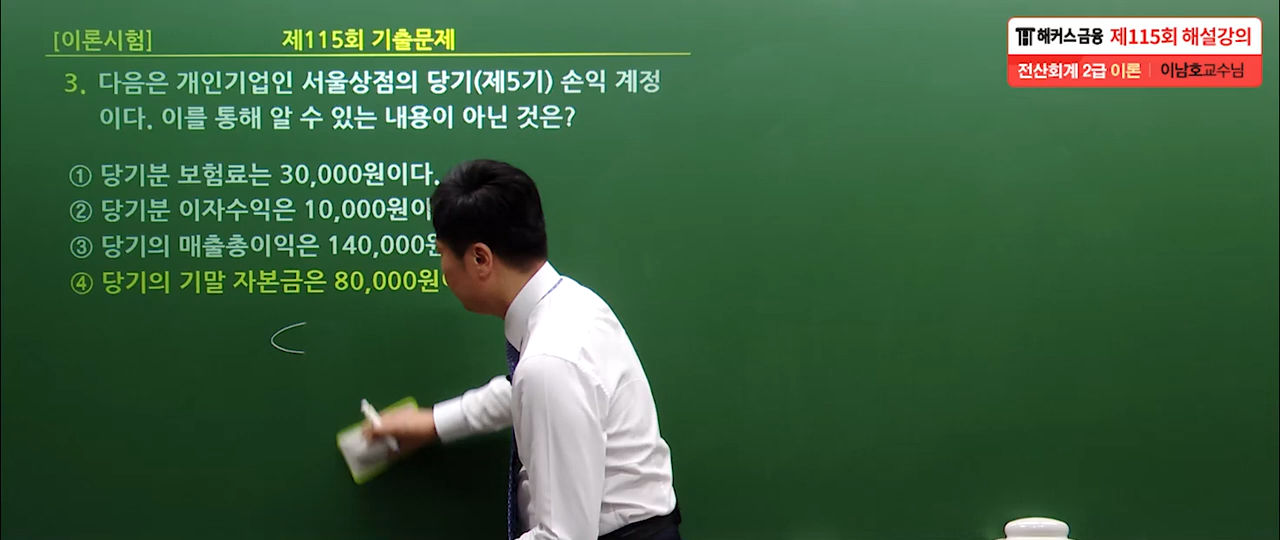 [이론시험] 제115회 기출문제
3. 다음은 개인기업인 서울상점의 당기(제5기) 손익 계정
이다. 이를 통해 알 수 있는 내용이 아닌 것은?
① 당기분 보험료는 30,000원이다.
② 당기분 이자수익은 10,000원이
③ 당기의 매출총이익은 140,000원
④ 당기의 기말 자본금은 80,000원
해커스금융 제115회 해설강의
전산회계 2급 이론 | 이남호교수님